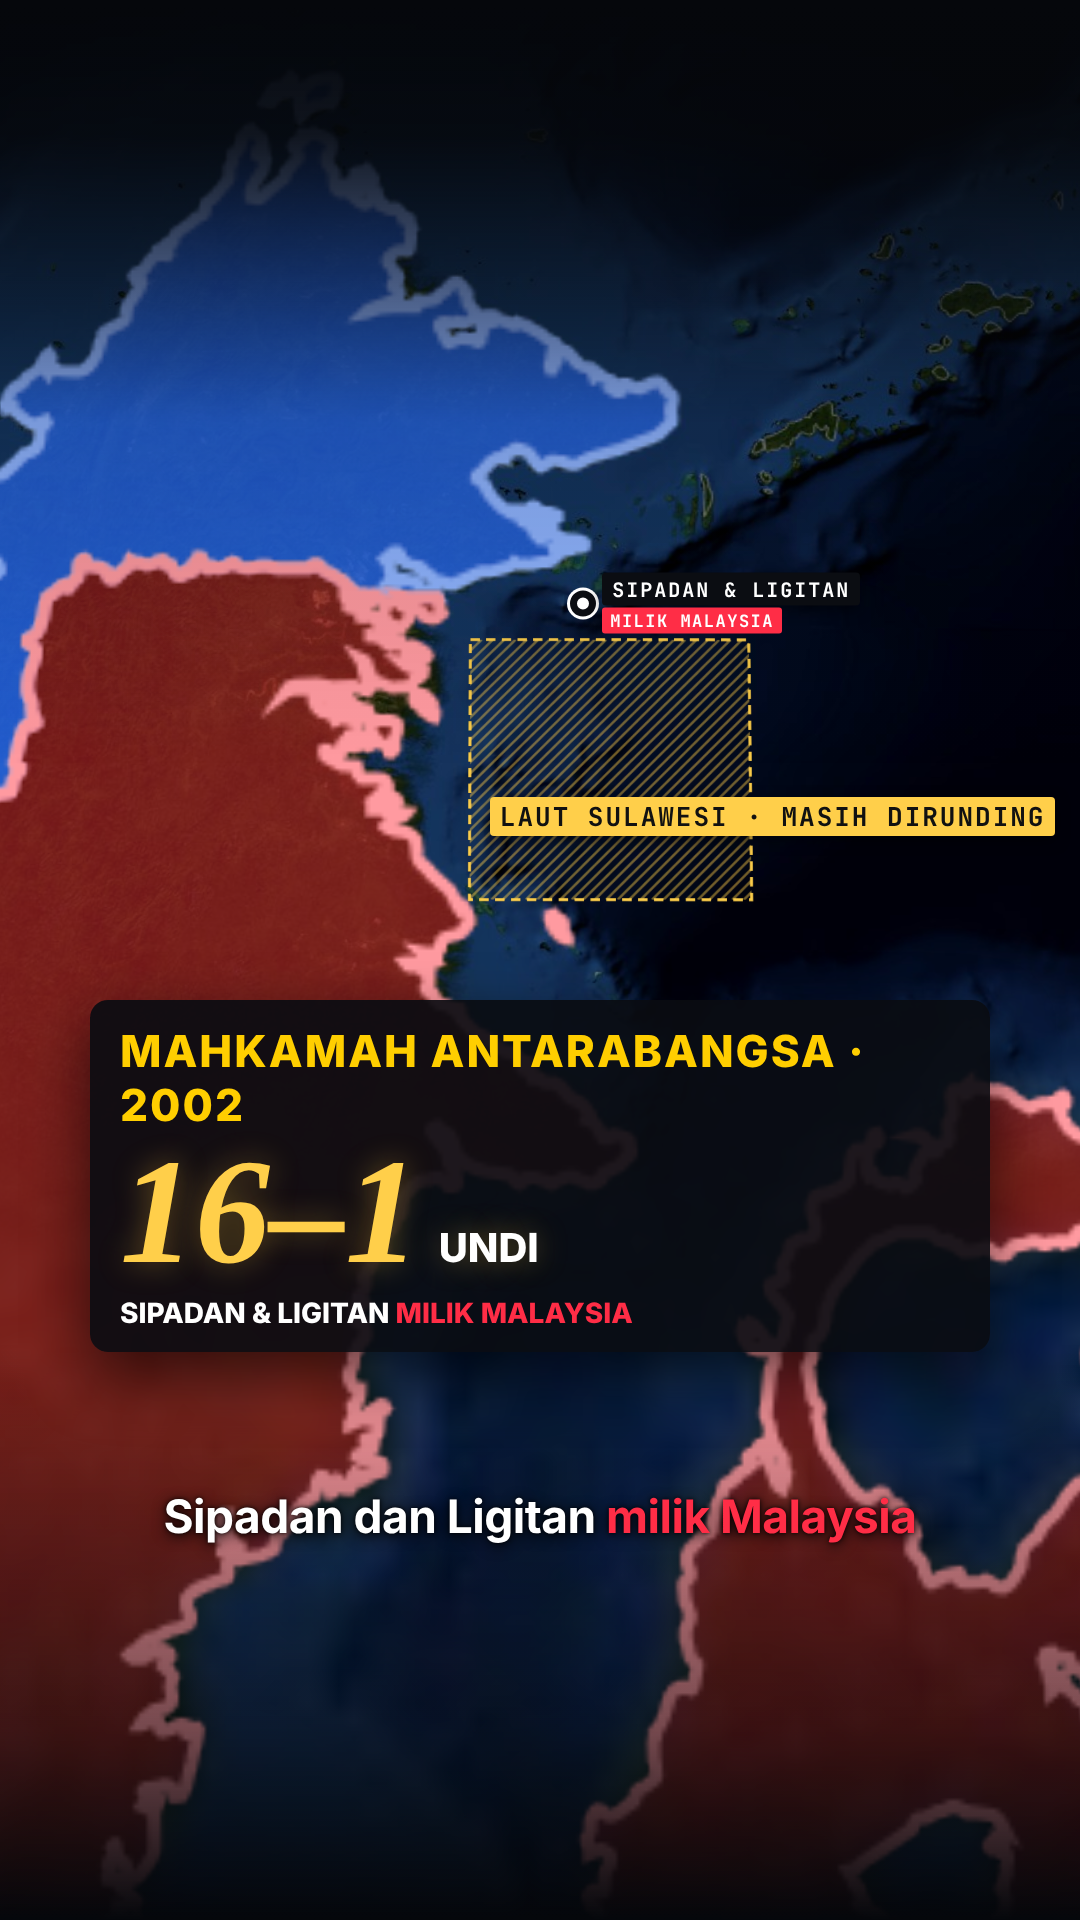 SIPADAN & LIGITAN
MILIK MALAYSIA
LAUT SULAWESI · MASIH DIRUNDING
MAHKAMAH ANTARABANGSA ·
2002
16–1 UNDI
SIPADAN & LIGITAN MILIK MALAYSIA
Sipadan dan Ligitan milik Malaysia